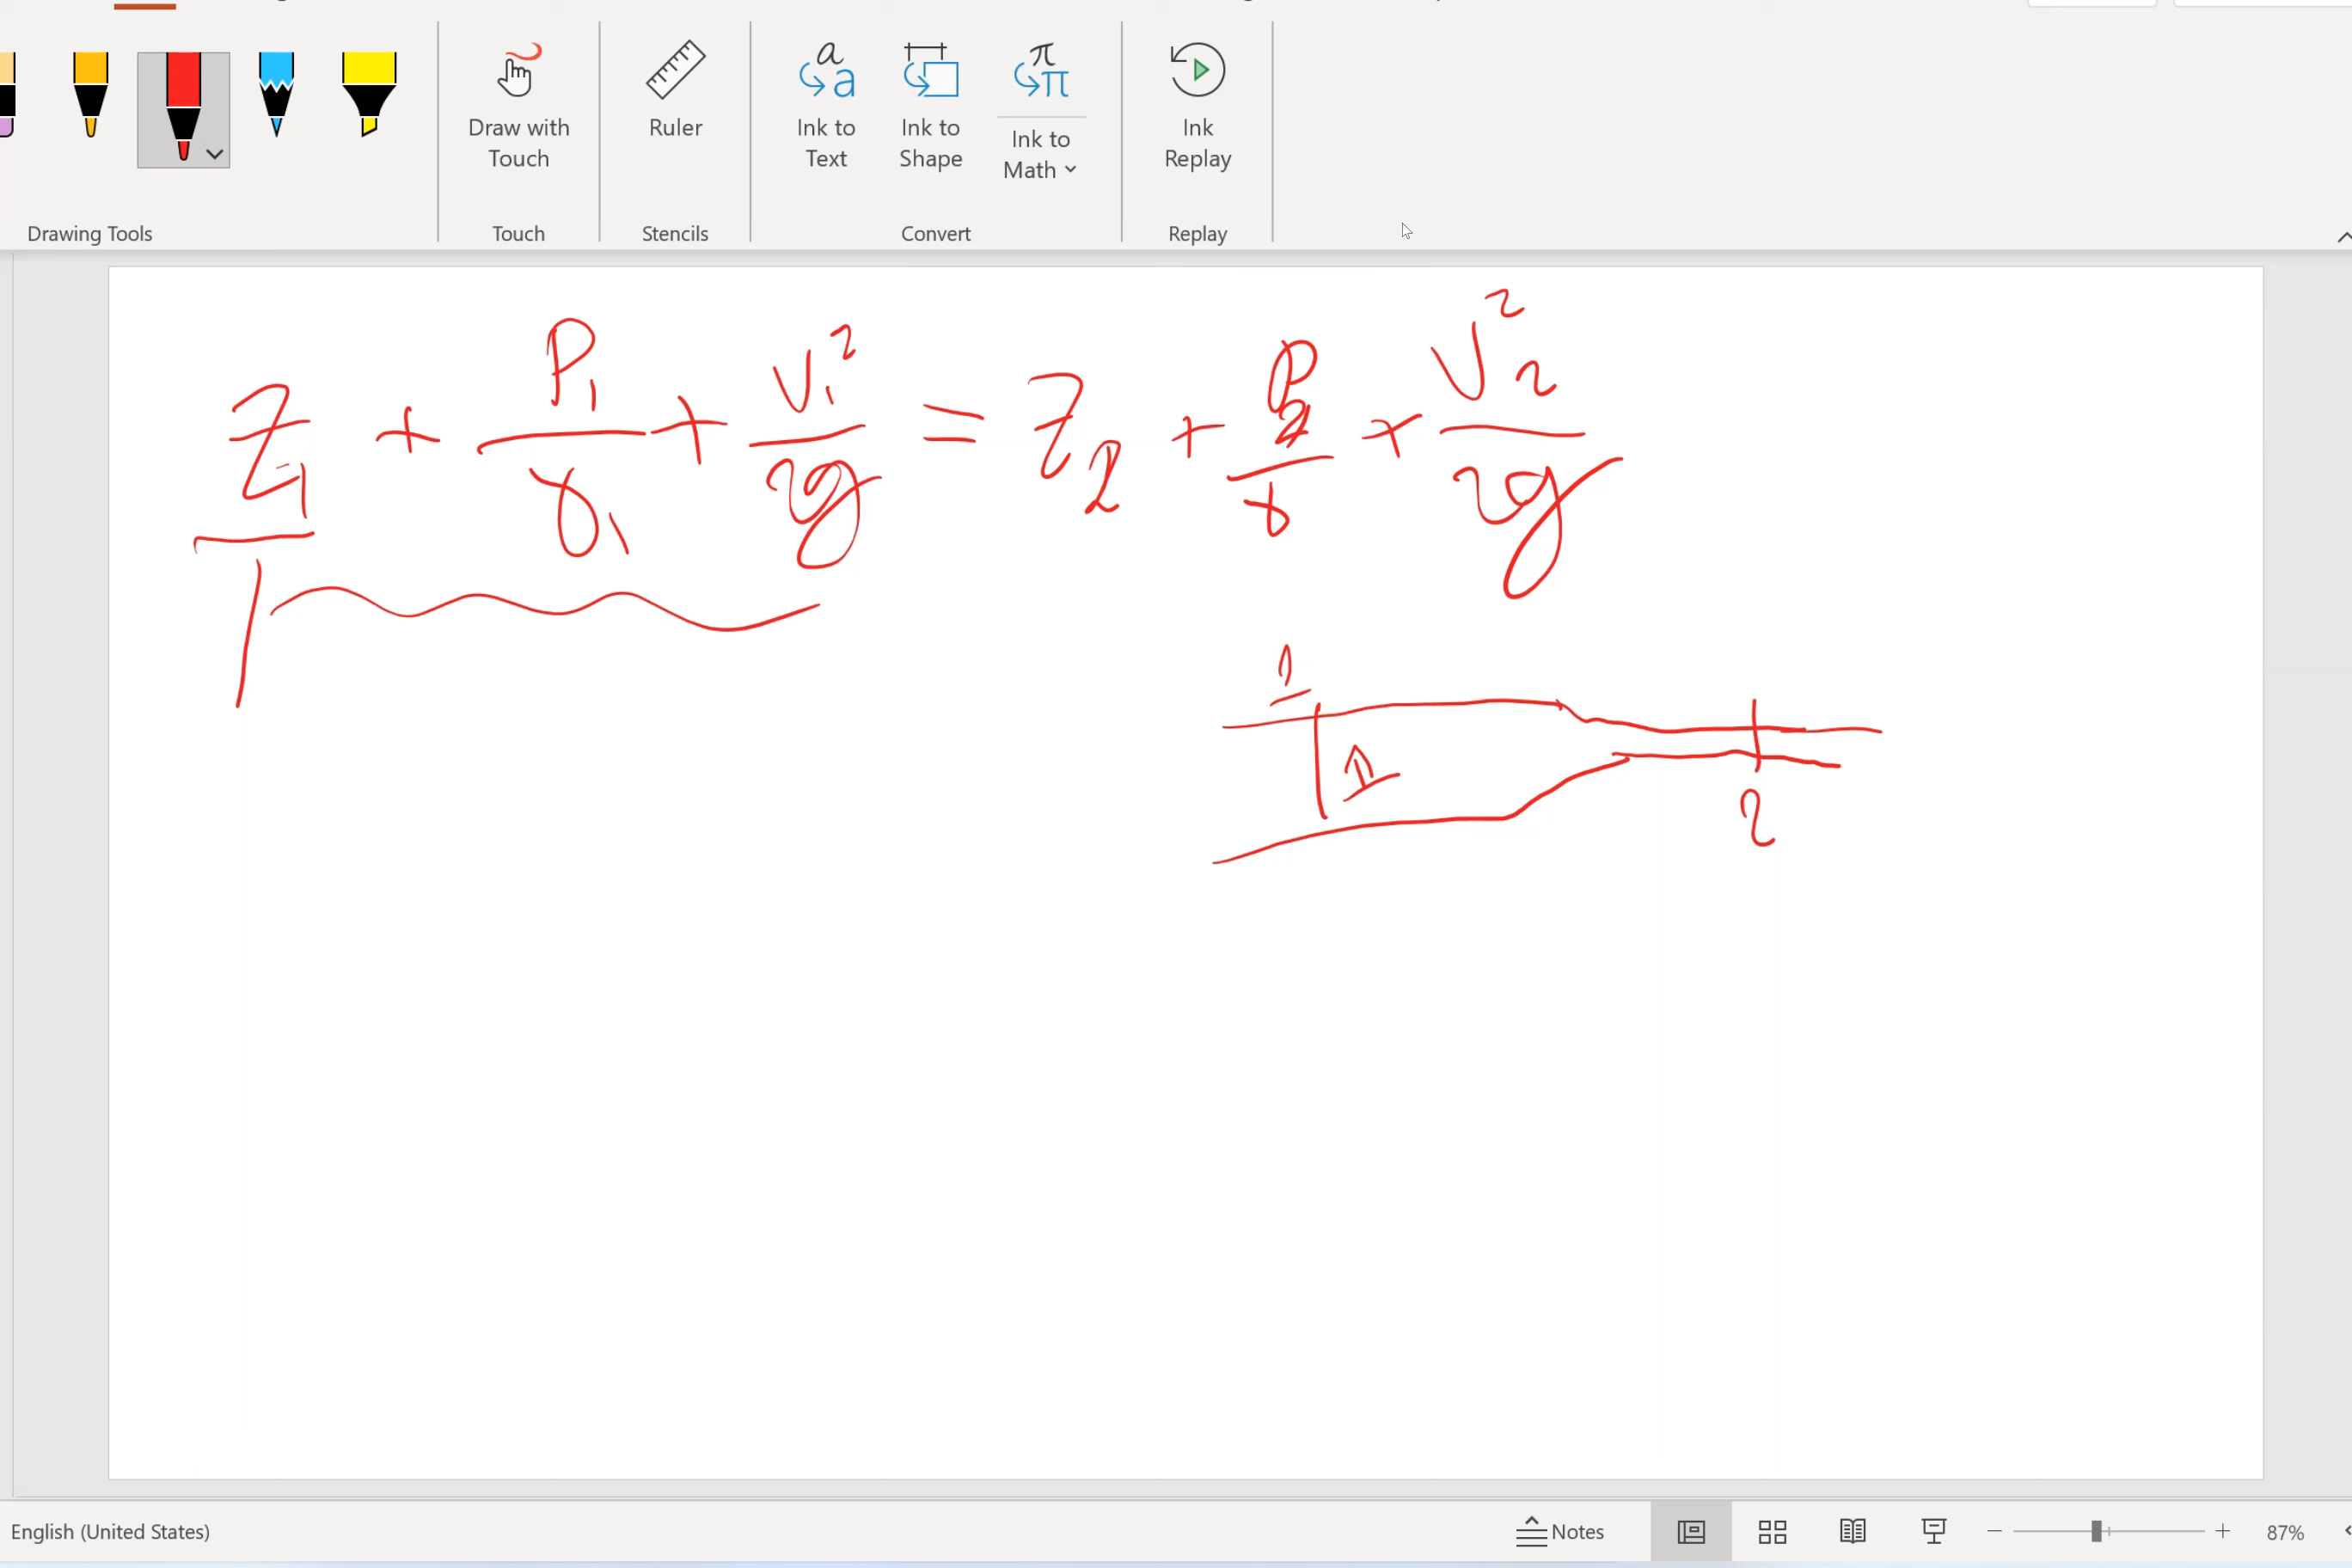 Draw with Touch
Ruler
Ink to Text
Ink to Shape
Ink to Math
Ink Replay
Drawing Tools
Touch
Stencils
Convert
Replay
Z₁ + P₁/γ₁ + V₁²/2g = Z₂ + P₂/γ + V₂²/2g
1
1
2
English (United States)
Notes
87%